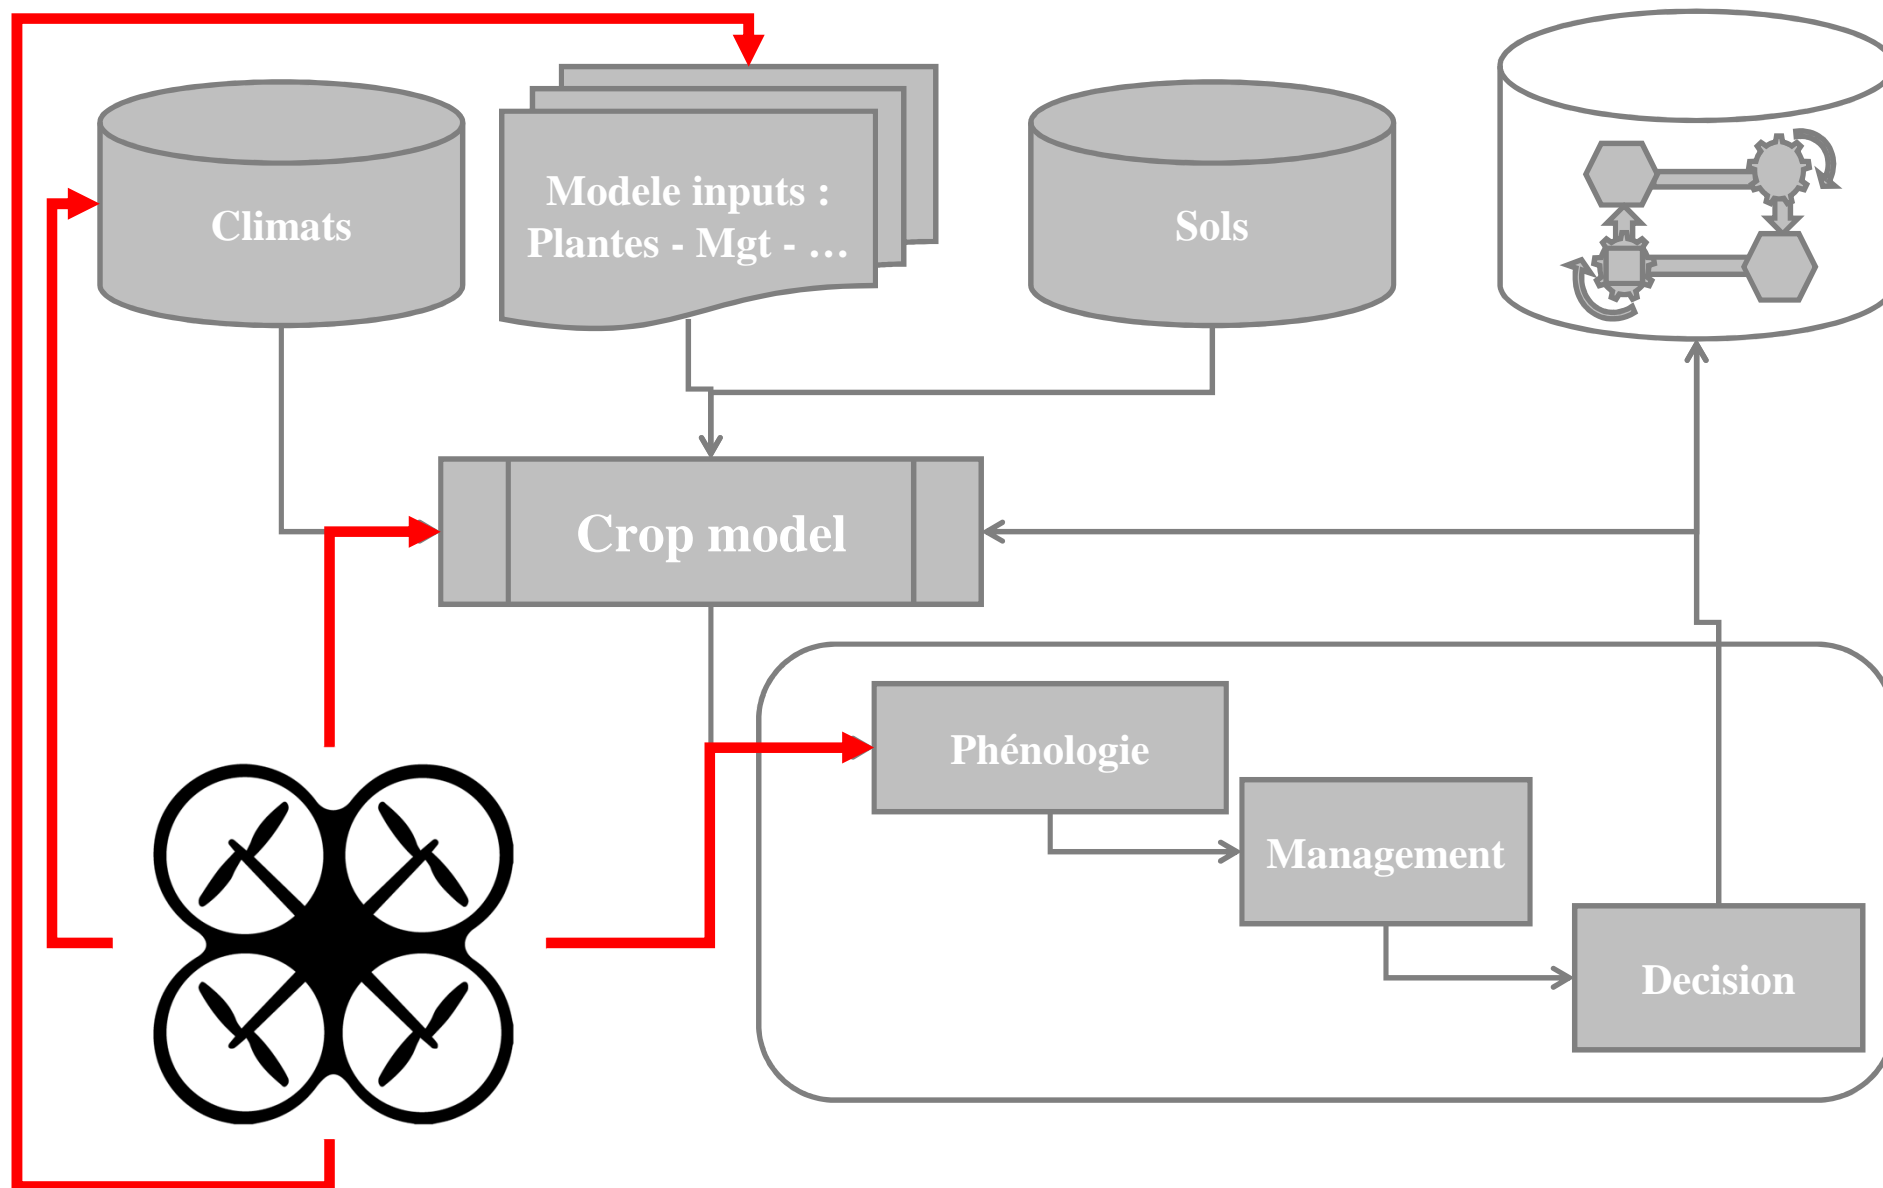 Climats
Modele inputs :
Plantes - Mgt - …
Sols
Crop model
Phénologie
Management
Decision